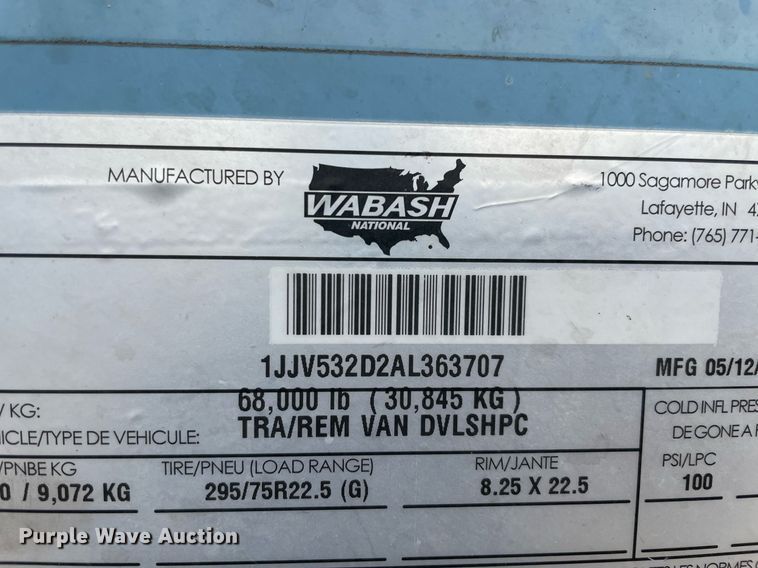 MANUFACTURED BY
WABASH
NATIONAL
1000 Sagamore Parkw
Lafayette, IN 4
Phone: (765) 771-
1JJV532D2AL363707
MFG 05/12/
/ KG: 68,000 lb ( 30,845 KG )
HICLE/TYPE DE VEHICULE: TRA/REM VAN DVLSHPC
COLD INFL PRES
DE GONE A F
/PNBE KG TIRE/PNEU (LOAD RANGE) RIM/JANTE PSI/LPC
0 / 9,072 KG 295/75R22.5 (G) 8.25 X 22.5 100
Purple Wave Auction